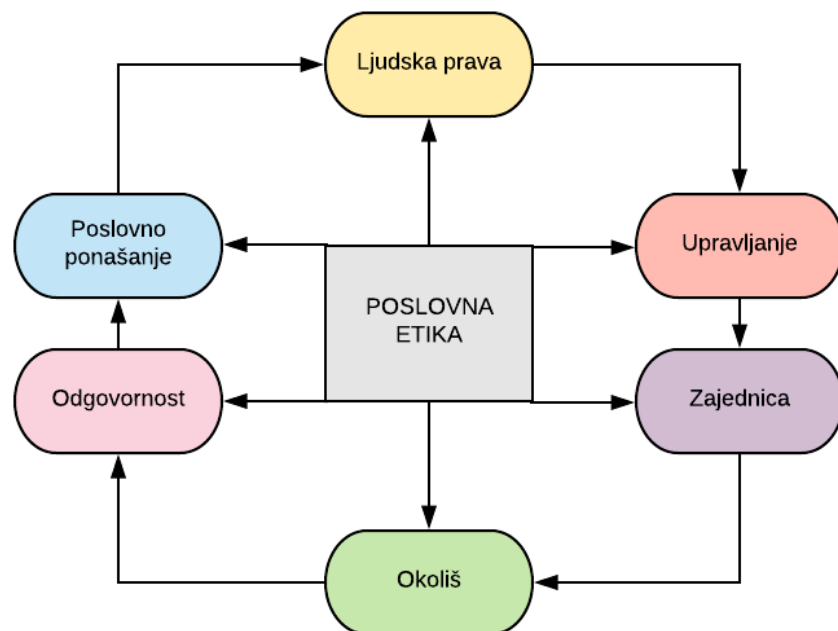 Ljudska prava
Poslovno
ponašanje
Upravljanje
POSLOVNA
ETIKA
Odgovornost
Zajednica
Okoliš